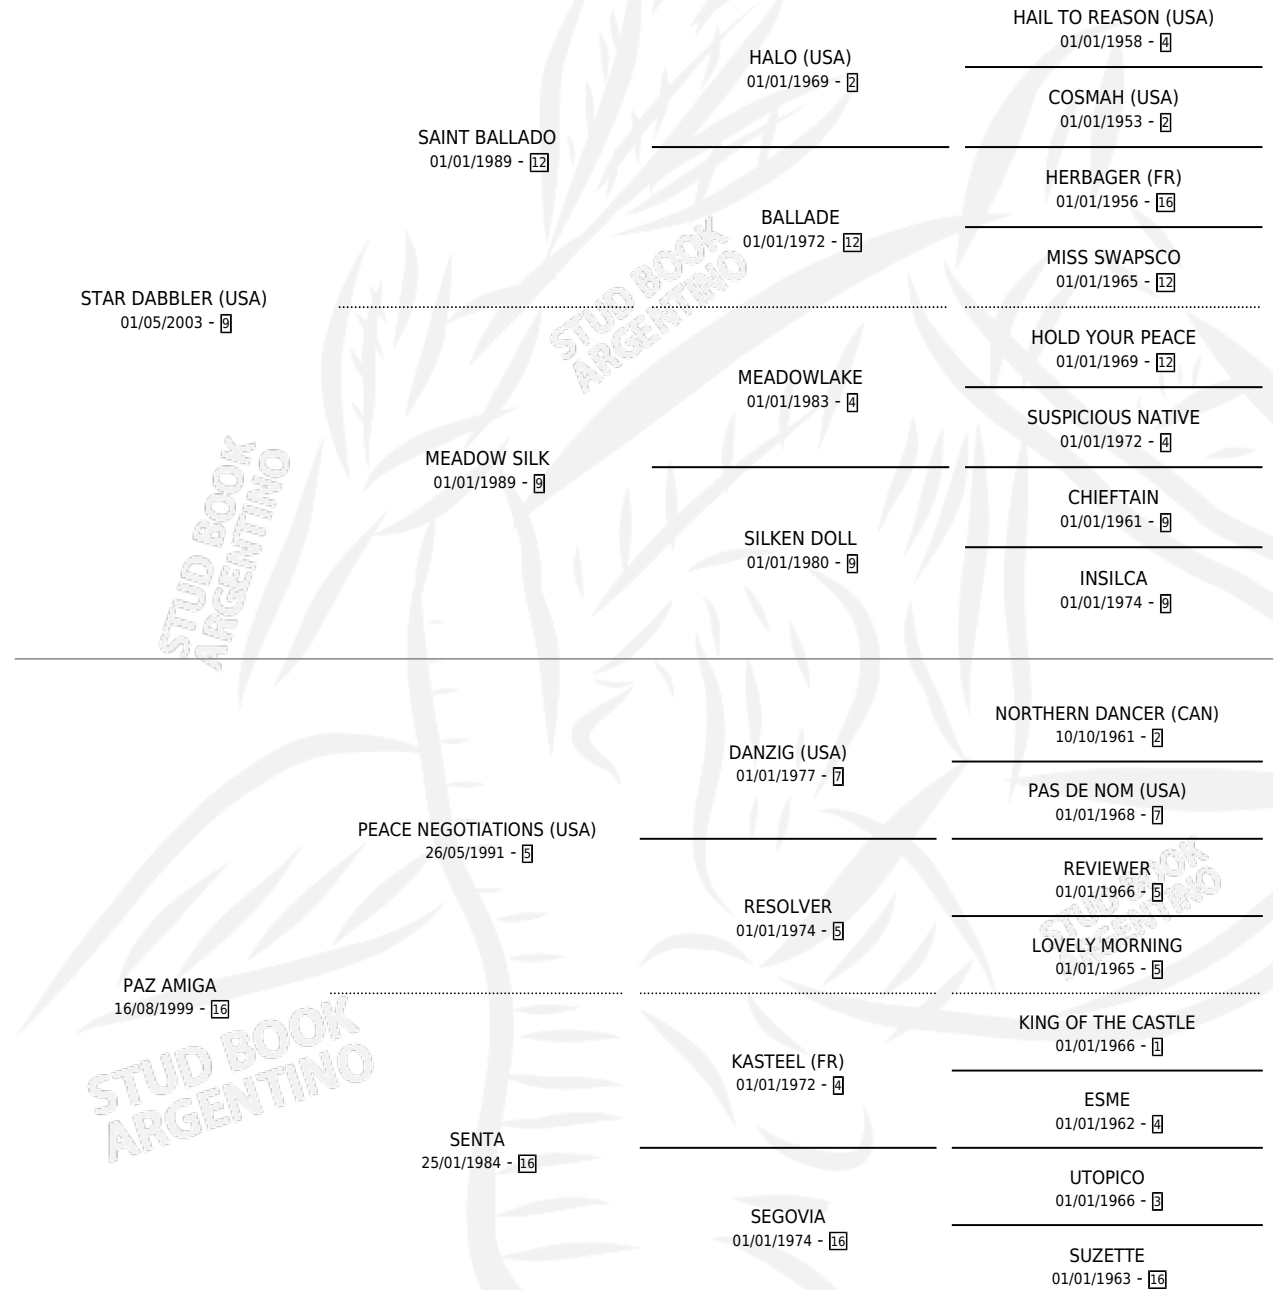 HAIL TO REASON (USA)
01/01/1958 - 4
HALO (USA)
01/01/1969 - 2
COSMAH (USA)
01/01/1953 - 2
SAINT BALLADO
01/01/1989 - 12
HERBAGER (FR)
01/01/1956 - 16
BALLADE
01/01/1972 - 12
MISS SWAPSCO
01/01/1965 - 12
STAR DABBLER (USA)
01/05/2003 - 9
HOLD YOUR PEACE
01/01/1969 - 12
MEADOWLAKE
01/01/1983 - 4
SUSPICIOUS NATIVE
01/01/1972 - 4
MEADOW SILK
01/01/1989 - 9
CHIEFTAIN
01/01/1961 - 9
SILKEN DOLL
01/01/1980 - 9
INSILCA
01/01/1974 - 9
STUD BOOK
ARGENTINO
STUD BOOK
ARGENTINO
NORTHERN DANCER (CAN)
10/10/1961 - 2
DANZIG (USA)
01/01/1977 - 7
PAS DE NOM (USA)
01/01/1968 - 7
PEACE NEGOTIATIONS (USA)
26/05/1991 - 5
REVIEWER
01/01/1966 - 5
RESOLVER
01/01/1974 - 5
LOVELY MORNING
01/01/1965 - 5
PAZ AMIGA
16/08/1999 - 16
KING OF THE CASTLE
01/01/1966 - 1
KASTEEL (FR)
01/01/1972 - 4
ESME
01/01/1962 - 4
SENTA
25/01/1984 - 16
UTOPICO
01/01/1966 - 3
SEGOVIA
01/01/1974 - 16
SUZETTE
01/01/1963 - 16
STUD BOOK
ARGENTINO
STUD BOOK
ARGENTINO